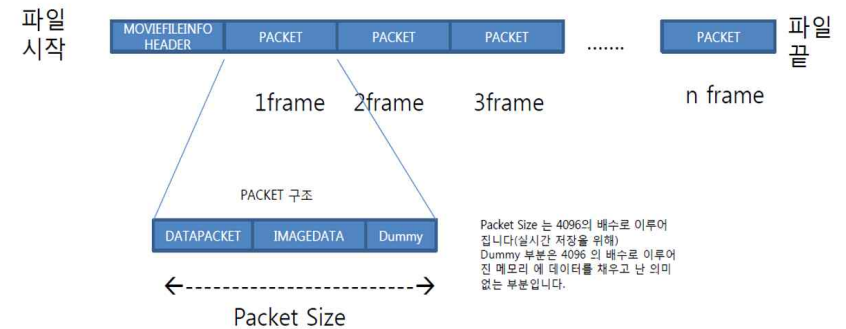 파일
시작
MOVIEFILEINFO
HEADER
PACKET
PACKET
PACKET
.......
PACKET
파일
끝
1frame
2frame
3frame
n frame
PACKET 구조
DATAPACKET
IMAGEDATA
Dummy
Packet Size 는 4096의 배수로 이루어
집니다(실시간 저장을 위해)
Dummy 부분은 4096 의 배수로 이루어
진 메모리 에 데이터를 채우고 난 의미
없는 부분입니다.
Packet Size